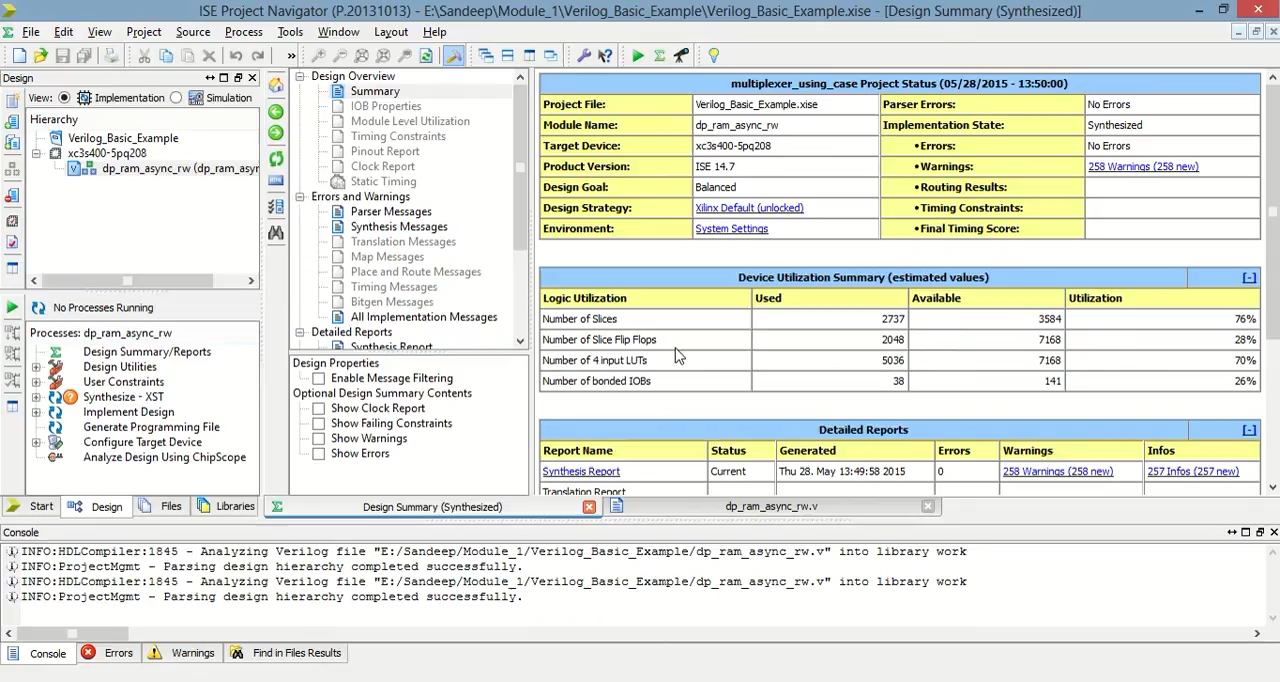 ISE Project Navigator (P.20131013) - E:\Sandeep\Module_1\Verilog_Basic_Example\Verilog_Basic_Example.xise - [Design Summary (Synthesized)]
File Edit View Project Source Process Tools Window Layout Help
Design
View: Implementation Simulation
Hierarchy
Verilog_Basic_Example
xc3s400-5pq208
dp_ram_async_rw (dp_ram_asyr
No Processes Running
Processes: dp_ram_async_rw
Design Summary/Reports
Design Utilities
User Constraints
Synthesize - XST
Implement Design
Generate Programming File
Configure Target Device
Analyze Design Using ChipScope
Start Design Files Libraries
Design Overview
Summary
IOB Properties
Module Level Utilization
Timing Constraints
Pinout Report
Clock Report
Static Timing
Errors and Warnings
Parser Messages
Synthesis Messages
Translation Messages
Map Messages
Place and Route Messages
Timing Messages
Bitgen Messages
All Implementation Messages
Detailed Reports
Synthesis Report
Design Properties
Enable Message Filtering
Optional Design Summary Contents
Show Clock Report
Show Failing Constraints
Show Warnings
Show Errors
multiplexer_using_case Project Status (05/28/2015 - 13:50:00)
Project File: Verilog_Basic_Example.xise Parser Errors: No Errors
Module Name: dp_ram_async_rw Implementation State: Synthesized
Target Device: xc3s400-5pq208 •Errors: No Errors
Product Version: ISE 14.7 •Warnings: 258 Warnings (258 new)
Design Goal: Balanced •Routing Results:
Design Strategy: Xilinx Default (unlocked) •Timing Constraints:
Environment: System Settings •Final Timing Score:
Device Utilization Summary (estimated values) [-]
Logic Utilization Used Available Utilization
Number of Slices 2737 3584 76%
Number of Slice Flip Flops 2048 7168 28%
Number of 4 input LUTs 5036 7168 70%
Number of bonded IOBs 38 141 26%
Detailed Reports [-]
Report Name Status Generated Errors Warnings Infos
Synthesis Report Current Thu 28. May 13:49:58 2015 0 258 Warnings (258 new) 257 Infos (257 new)
Translation Report
Design Summary (Synthesized) dp_ram_async_rw.v
Console
INFO:HDLCompiler:1845 - Analyzing Verilog file "E:/Sandeep/Module_1/Verilog_Basic_Example/dp_ram_async_rw.v" into library work
INFO:ProjectMgmt - Parsing design hierarchy completed successfully.
INFO:HDLCompiler:1845 - Analyzing Verilog file "E:/Sandeep/Module_1/Verilog_Basic_Example/dp_ram_async_rw.v" into library work
INFO:ProjectMgmt - Parsing design hierarchy completed successfully.
Console Errors Warnings Find in Files Results